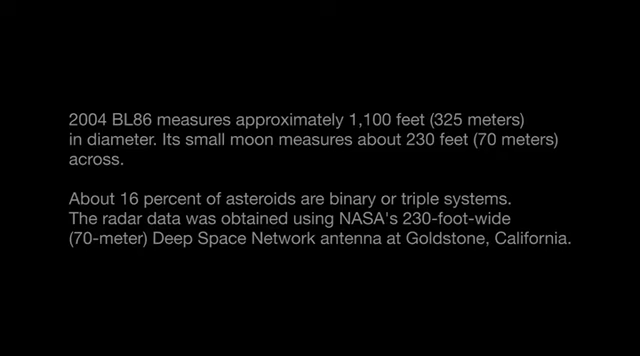 2004 BL86 measures approximately 1,100 feet (325 meters)
in diameter. Its small moon measures about 230 feet (70 meters)
across.
About 16 percent of asteroids are binary or triple systems.
The radar data was obtained using NASA's 230-foot-wide
(70-meter) Deep Space Network antenna at Goldstone, California.